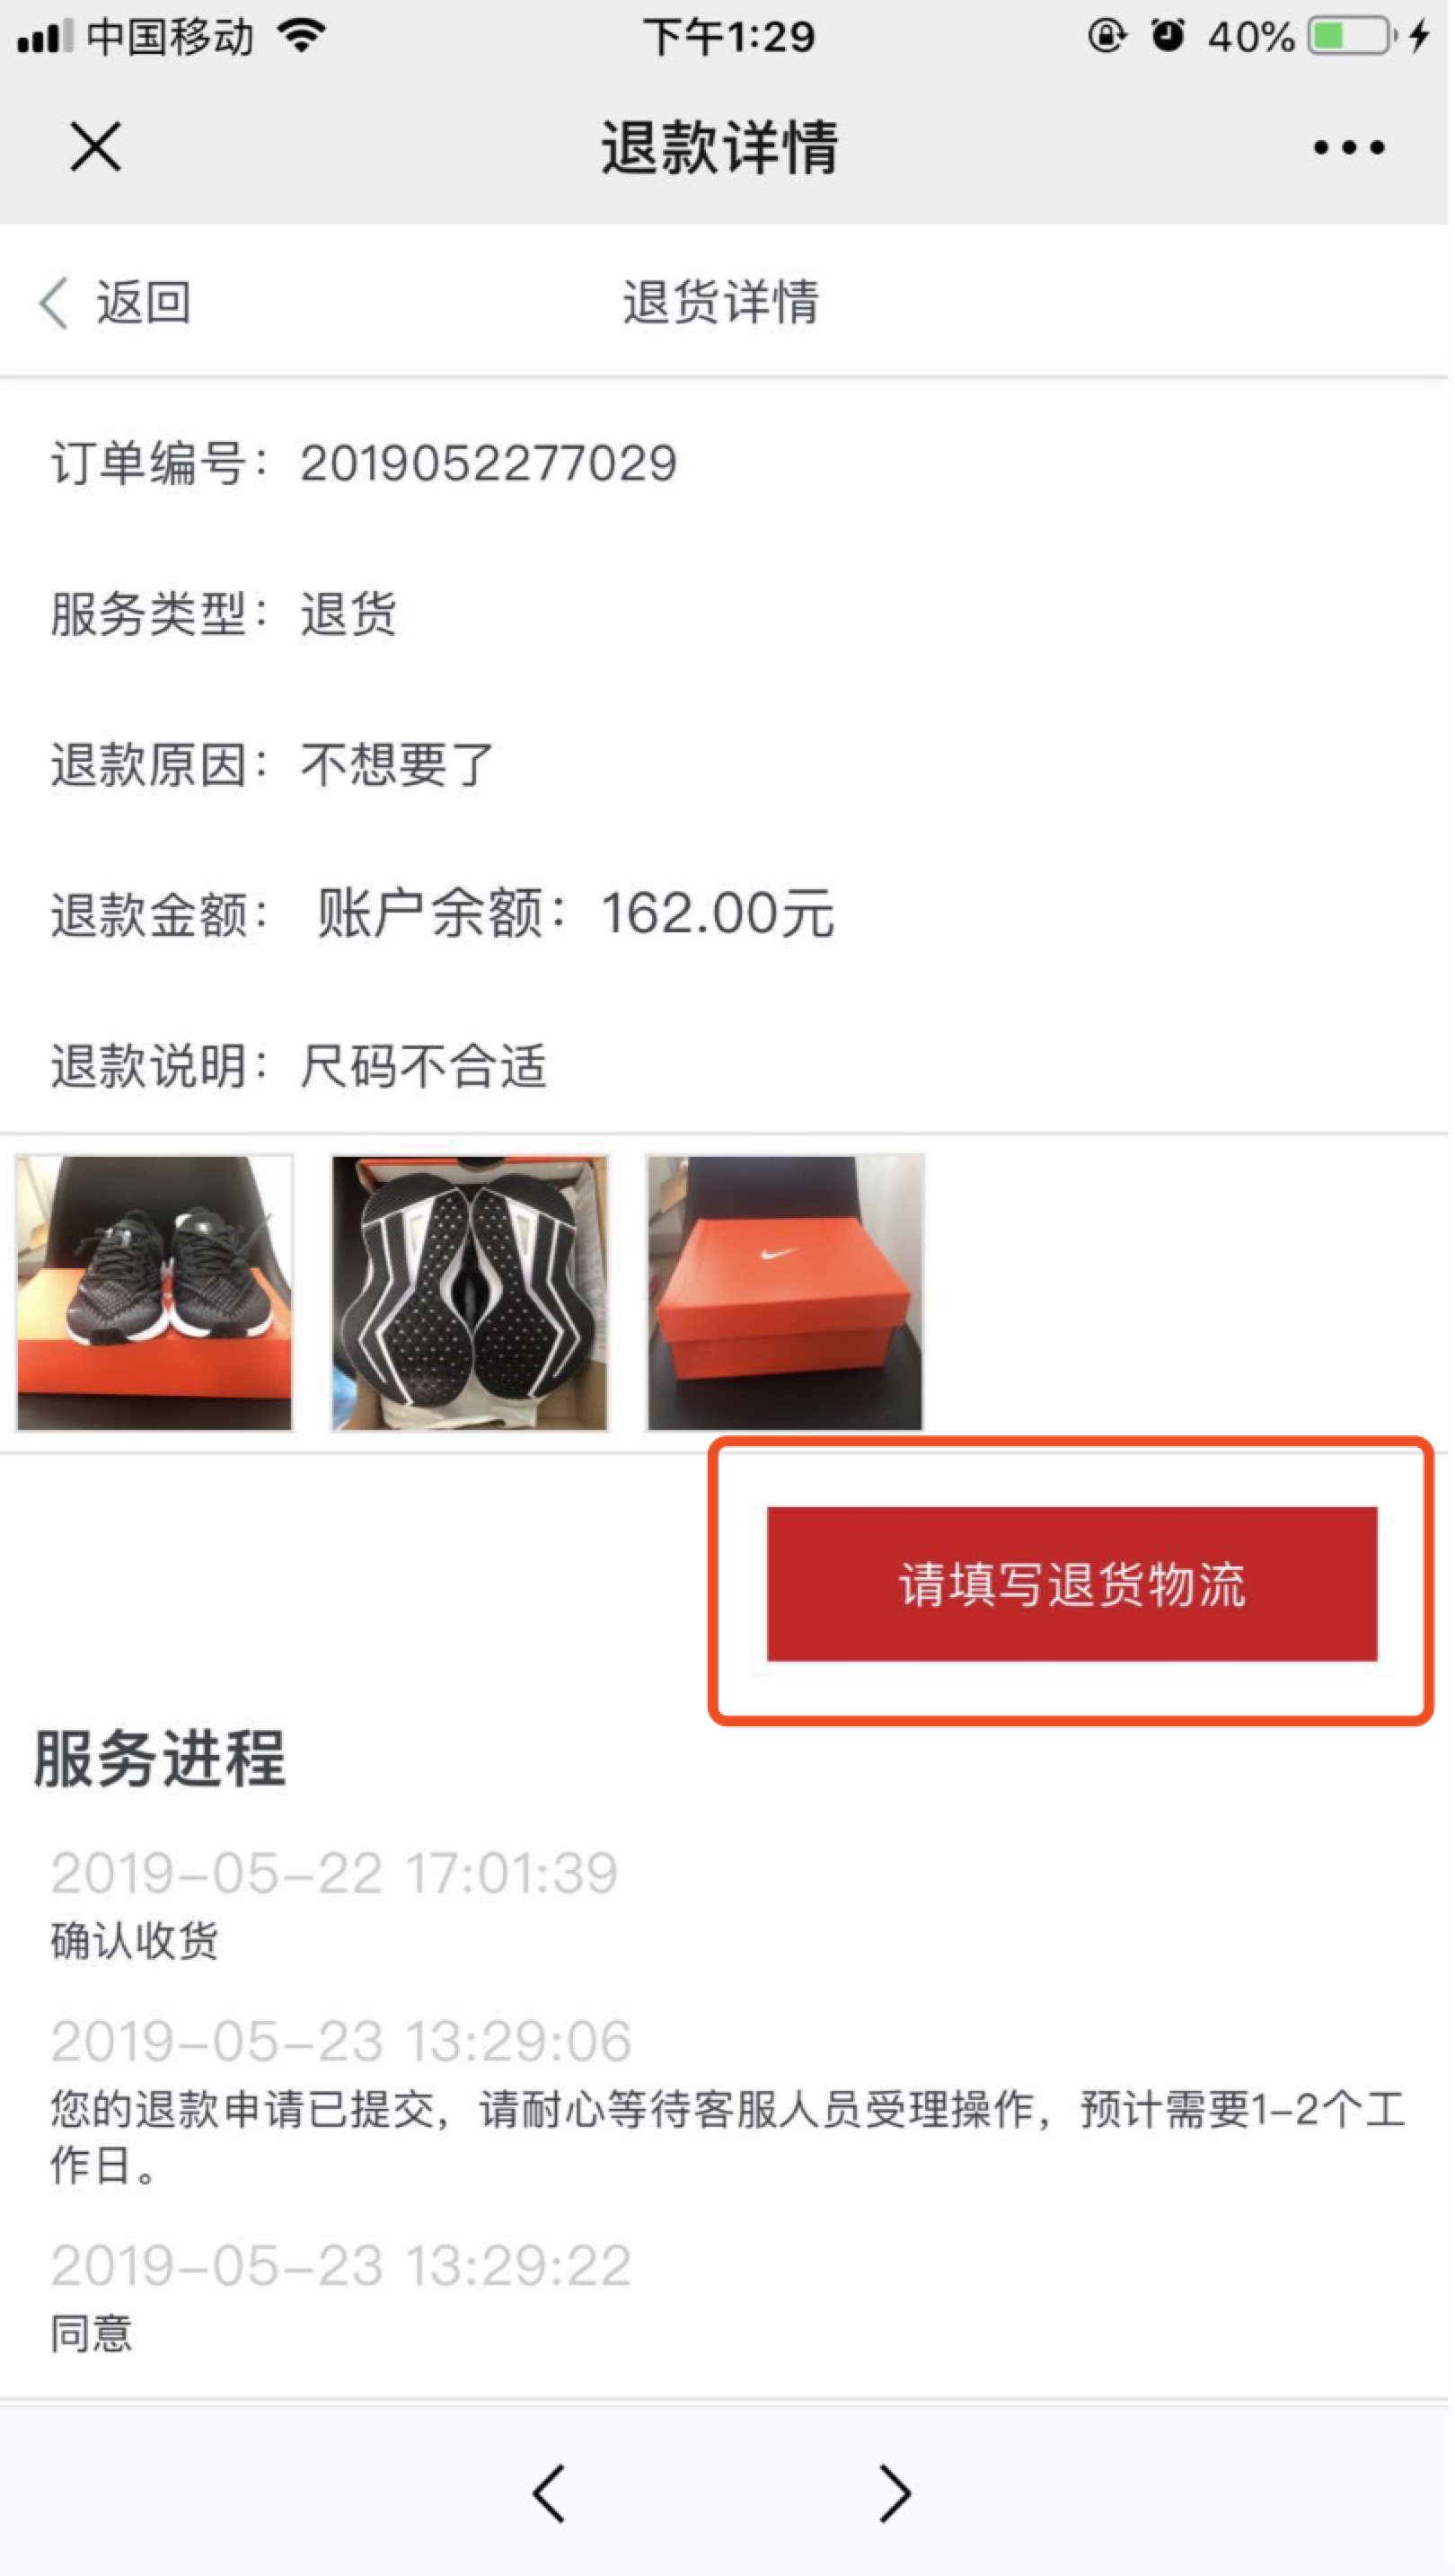 中国移动
下午1:29
40%
退款详情
返回
退货详情
订单编号：2019052277029
服务类型：退货
退款原因：不想要了
退款金额： 账户余额：162.00元
退款说明：尺码不合适
请填写退货物流
服务进程
2019-05-22 17:01:39
确认收货
2019-05-23 13:29:06
您的退款申请已提交，请耐心等待客服人员受理操作，预计需要1-2个工
作日。
2019-05-23 13:29:22
同意